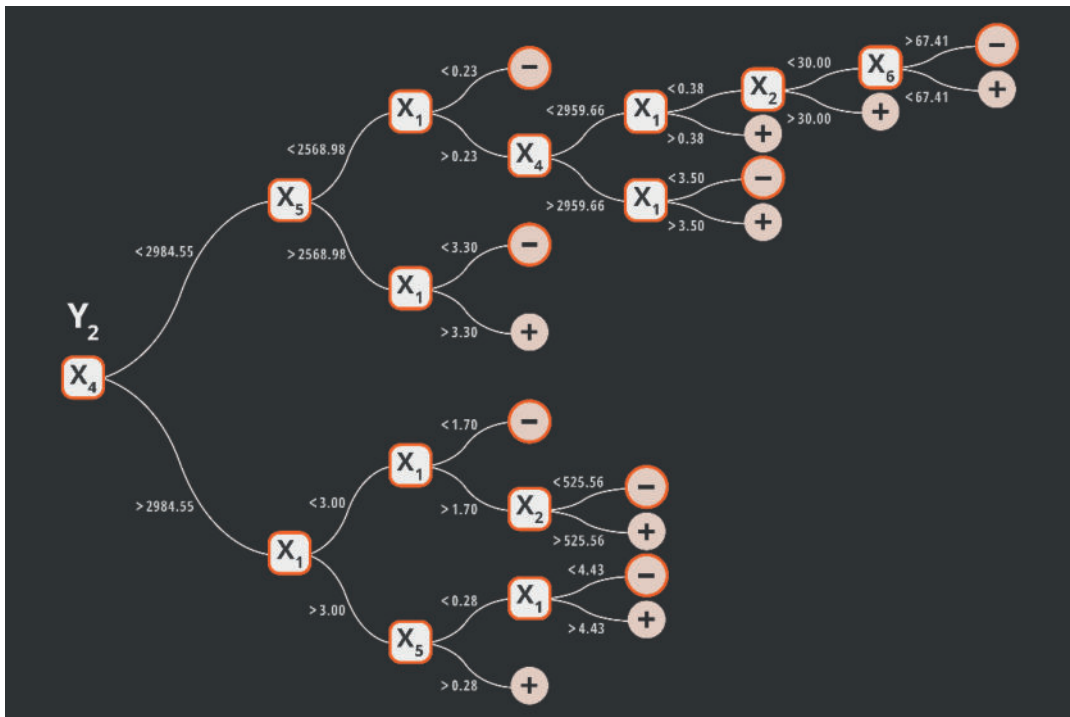 Y2
X4
<2984.55
X5
<2568.98
X1
<0.23
−
>0.23
X4
<2959.66
X1
<0.38
X2
<30.00
X6
>67.41
−
<67.41
+
>30.00
+
>0.38
+
>2959.66
X1
<3.50
−
>3.50
+
>2568.98
X1
<3.30
−
>3.30
+
>2984.55
X1
<3.00
X1
<1.70
−
>1.70
X2
<525.56
−
>525.56
+
>3.00
X5
<0.28
X1
<4.43
−
>4.43
+
>0.28
+